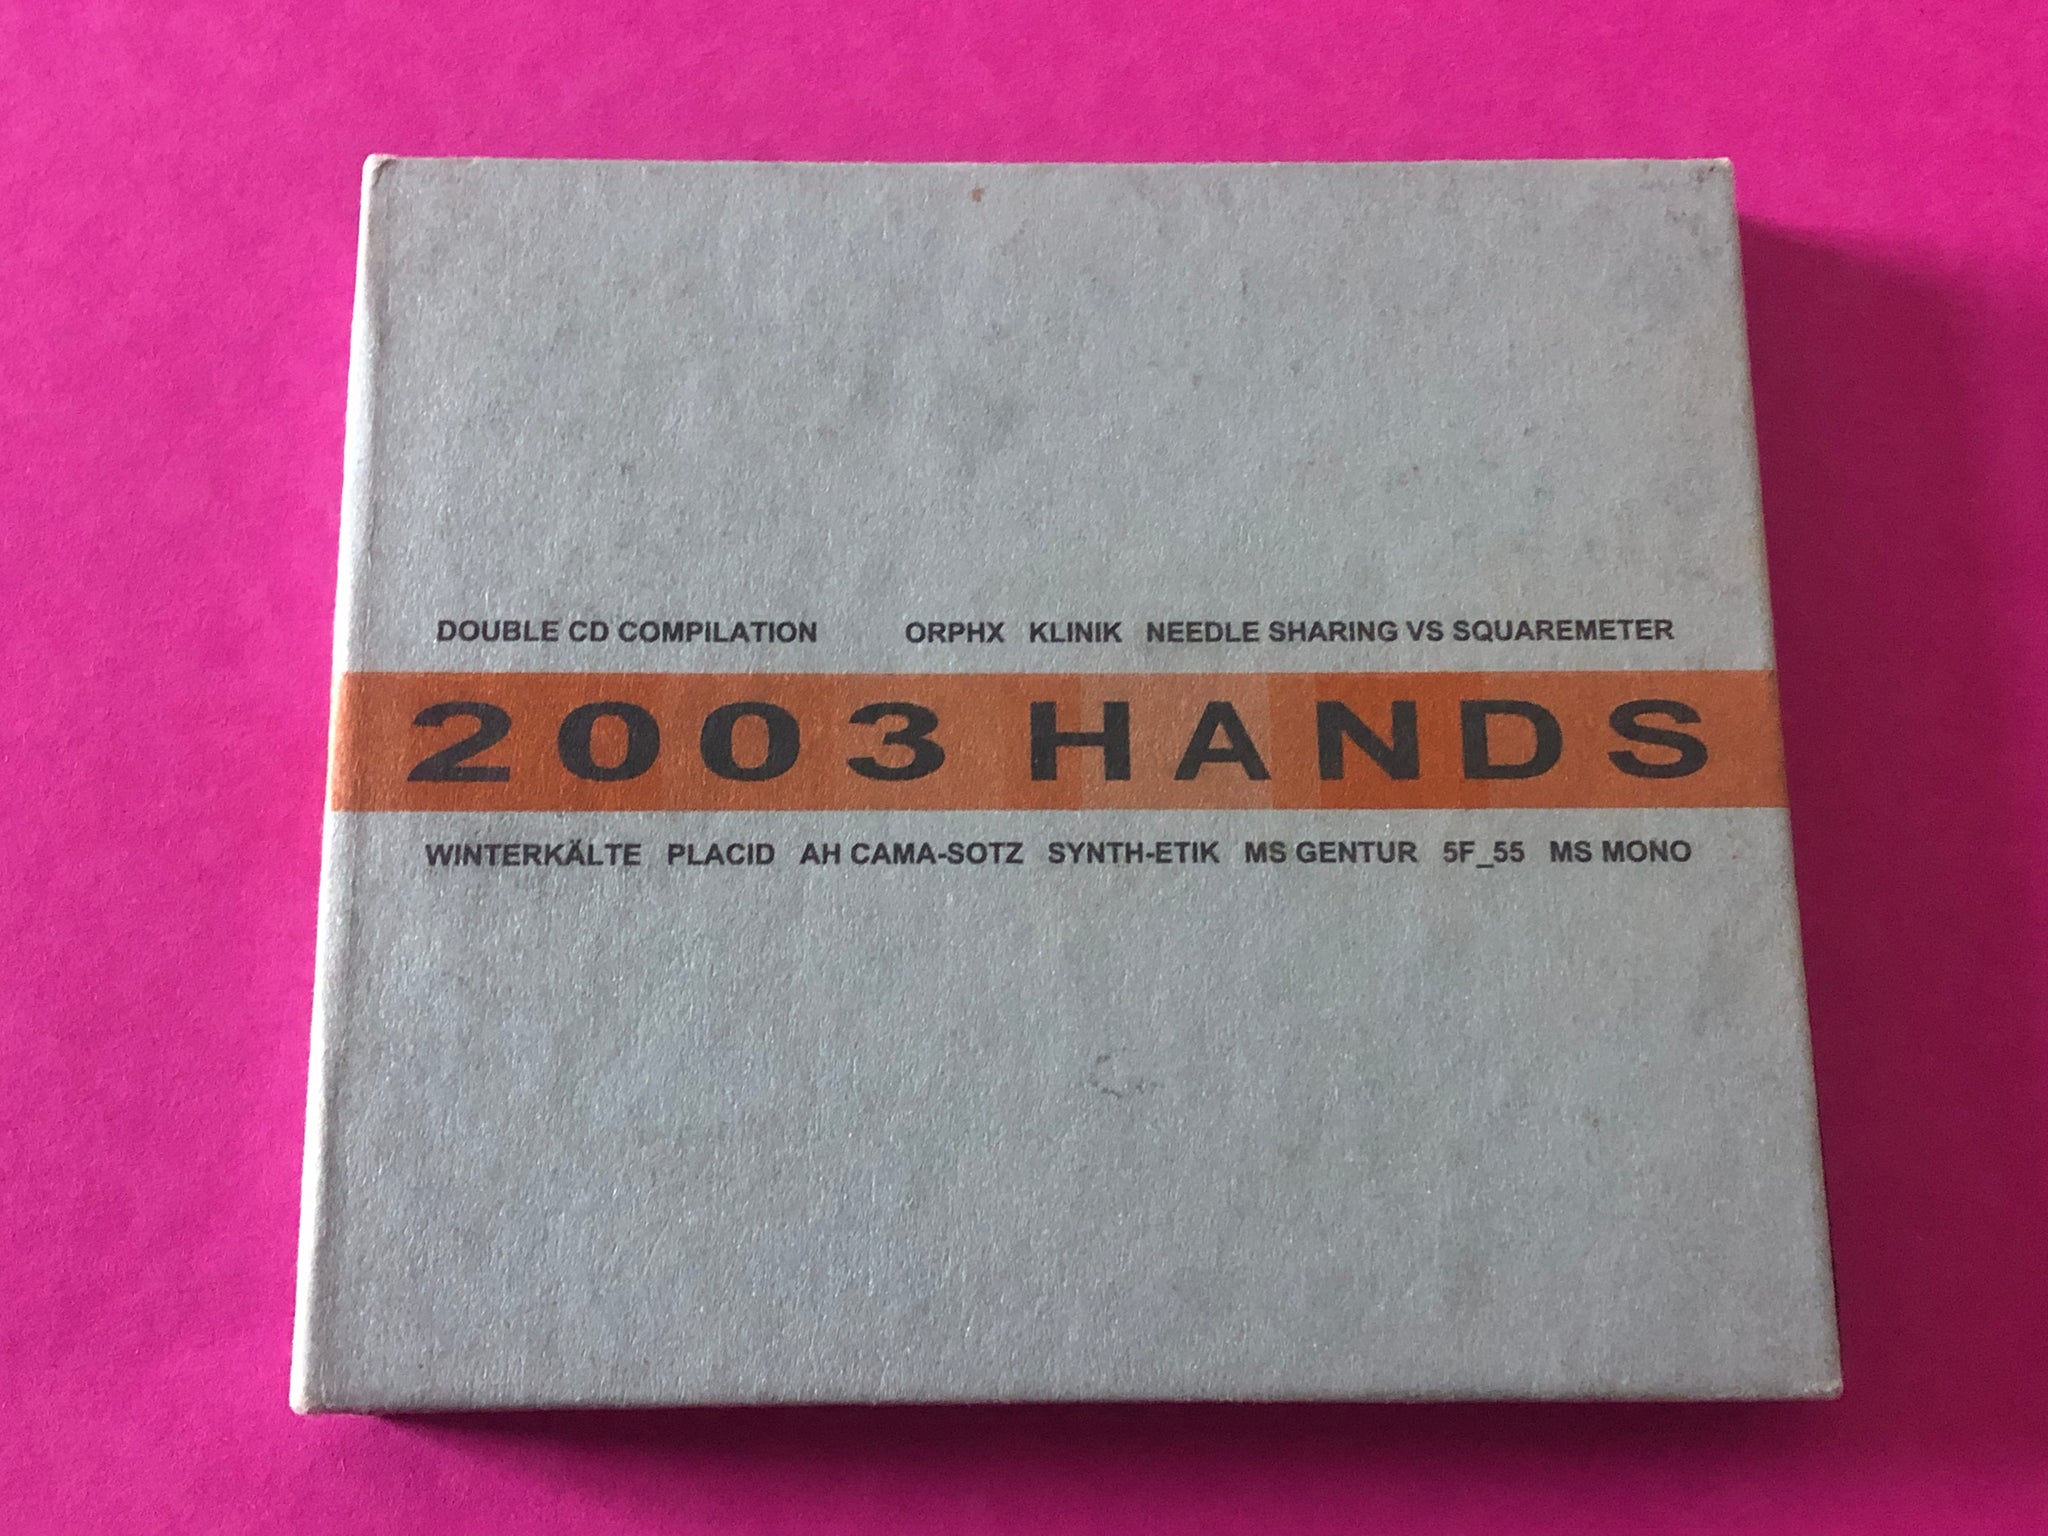 DOUBLE CD COMPILATION ORPHX KLINIK NEEDLE SHARING VS SQUAREMETER
2003 HANDS
WINTERKÄLTE PLACID AH CAMA-SOTZ SYNTH-ETIK MS GENTUR 5F_55 MS MONO